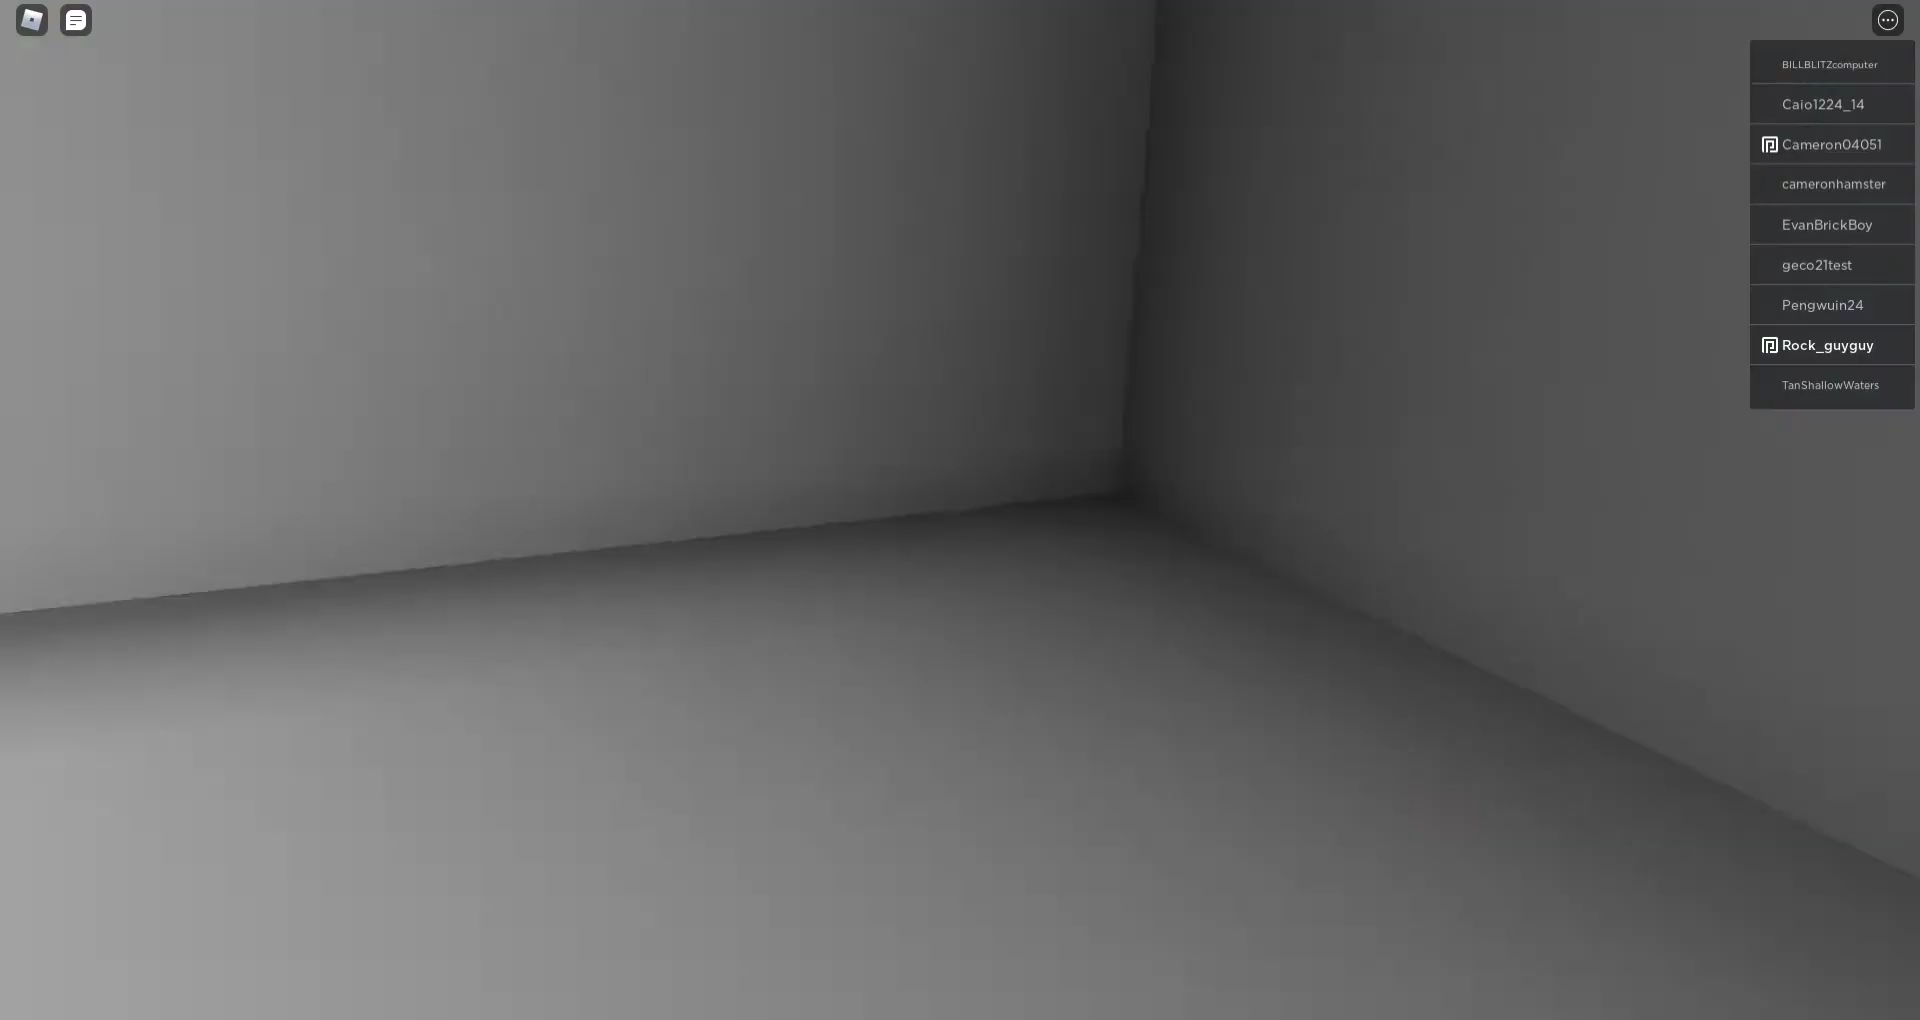 BILLBLITZcomputer
Caio1224_14
Cameron04051
cameronhamster
EvanBrickBoy
geco21test
Pengwuin24
Rock_guyguy
TanShallowWaters